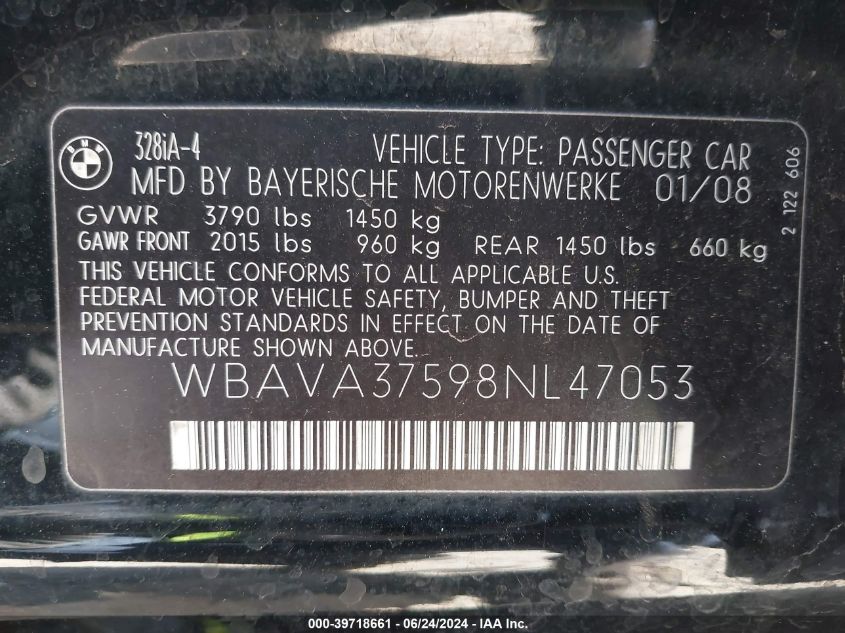 BMW
328iA-4 VEHICLE TYPE: PASSENGER CAR
MFD BY BAYERISCHE MOTORENWERKE 01/08
GVWR 3790 lbs 1450 kg
GAWR FRONT 2015 lbs 960 kg REAR 1450 lbs 660 kg
THIS VEHICLE CONFORMS TO ALL APPLICABLE U.S.
FEDERAL MOTOR VEHICLE SAFETY, BUMPER AND THEFT
PREVENTION STANDARDS IN EFFECT ON THE DATE OF
MANUFACTURE SHOWN ABOVE.
WBAVA37598NL47053
2 122 606
000-39718661 - 06/24/2024 - IAA Inc.